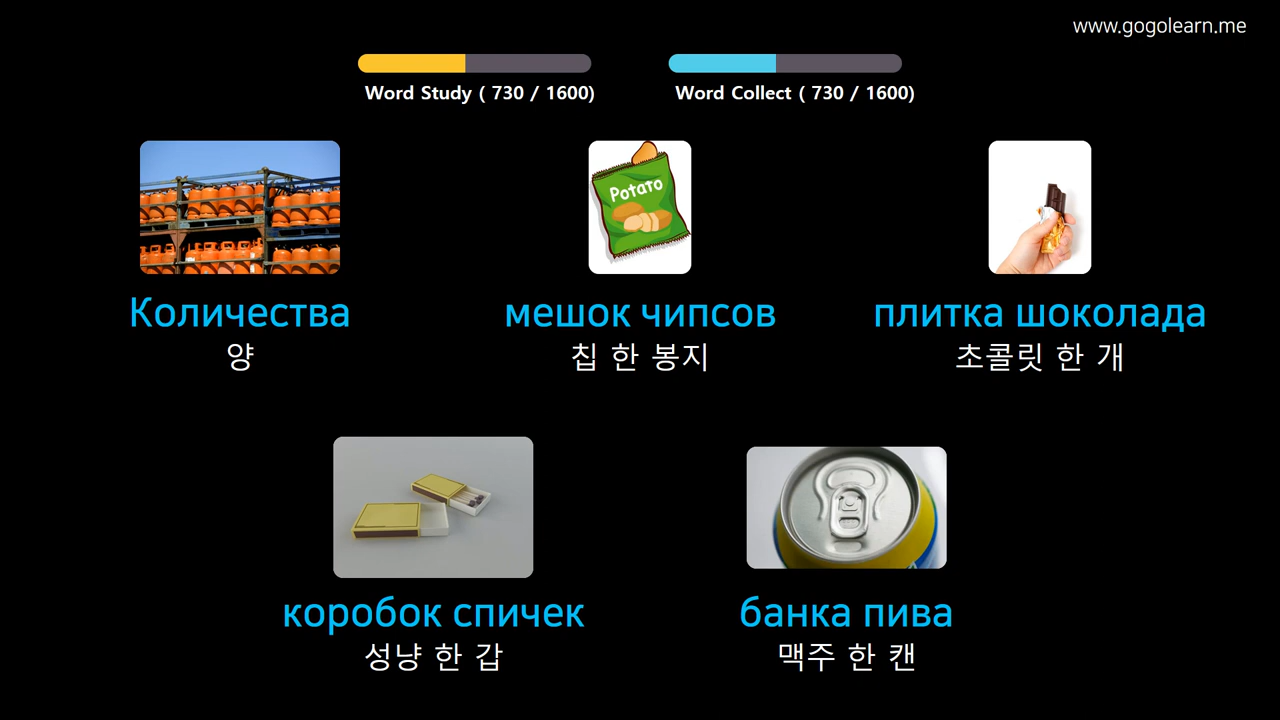 www.gogolearn.me
Word Study ( 730 / 1600)
Word Collect ( 730 / 1600)
Potato
Количества
양
мешок чипсов
칩 한 봉지
плитка шоколада
초콜릿 한 개
коробок спичек
성냥 한 갑
банка пива
맥주 한 캔